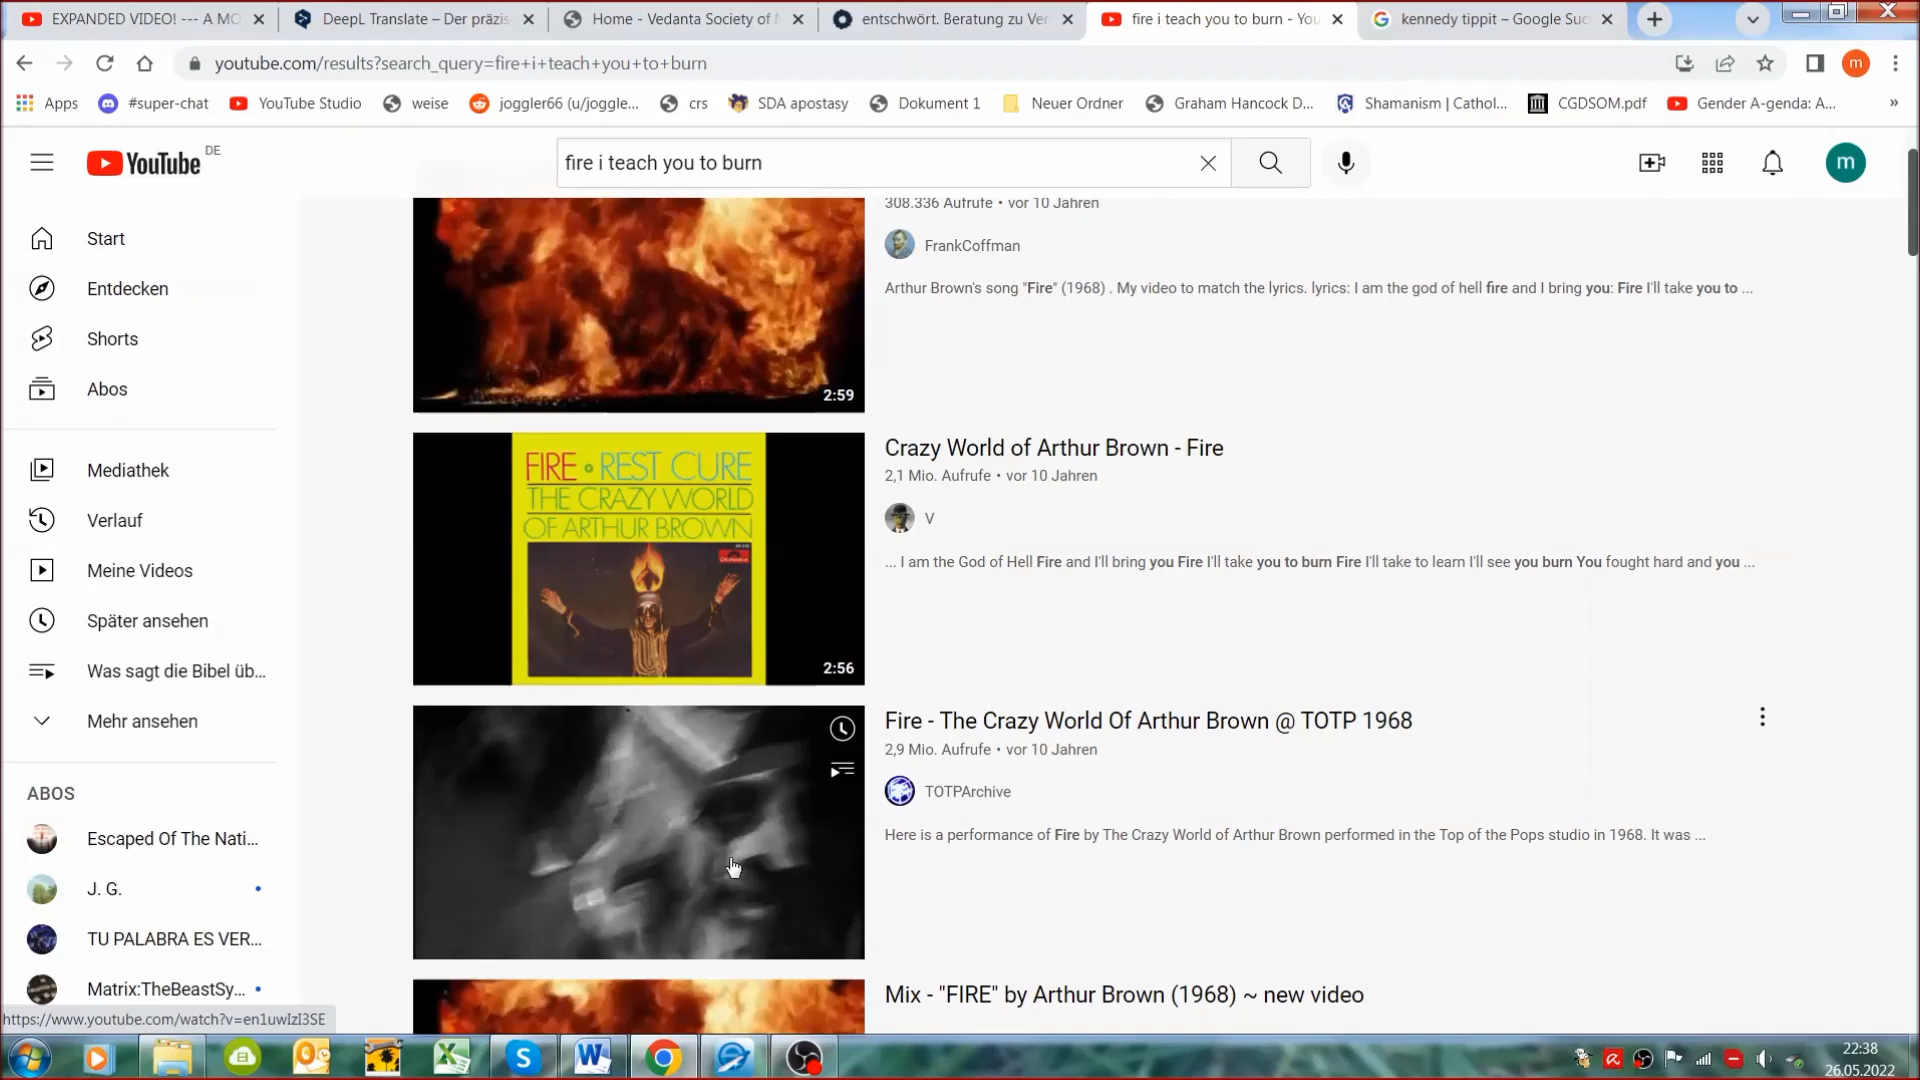 EXPANDED VIDEO! --- A MO
DeepL Translate – Der präzis
Home - Vedanta Society of
entschwört. Beratung zu Ver
fire i teach you to burn - You
kennedy tippit – Google Suc
youtube.com/results?search_query=fire+i+teach+you+to+burn
m
Apps
#super-chat
YouTube Studio
weise
joggler66 (u/joggle...
crs
SDA apostasy
Dokument 1
Neuer Ordner
Graham Hancock D...
Shamanism | Cathol...
CGDSOM.pdf
Gender A-genda: A...
»
YouTube DE
fire i teach you to burn
m
Start
Entdecken
Shorts
Abos
Mediathek
Verlauf
Meine Videos
Später ansehen
Was sagt die Bibel üb...
Mehr ansehen
ABOS
Escaped Of The Nati...
J. G.
TU PALABRA ES VER...
Matrix:TheBeastSy...
https://www.youtube.com/watch?v=en1uwIzI3SE
308.336 Aufrufe • vor 10 Jahren
FrankCoffman
Arthur Brown's song "Fire" (1968) . My video to match the lyrics. lyrics: I am the god of hell fire and I bring you: Fire I'll take you to ...
2:59
FIRE • REST CURE
THE CRAZY WORLD
OF ARTHUR BROWN
2:56
Crazy World of Arthur Brown - Fire
2,1 Mio. Aufrufe • vor 10 Jahren
V
... I am the God of Hell Fire and I'll bring you Fire I'll take you to burn Fire I'll take to learn I'll see you burn You fought hard and you ...
Fire - The Crazy World Of Arthur Brown @ TOTP 1968
2,9 Mio. Aufrufe • vor 10 Jahren
TOTPArchive
Here is a performance of Fire by The Crazy World of Arthur Brown performed in the Top of the Pops studio in 1968. It was ...
Mix - "FIRE" by Arthur Brown (1968) ~ new video
22:38
26.05.2022